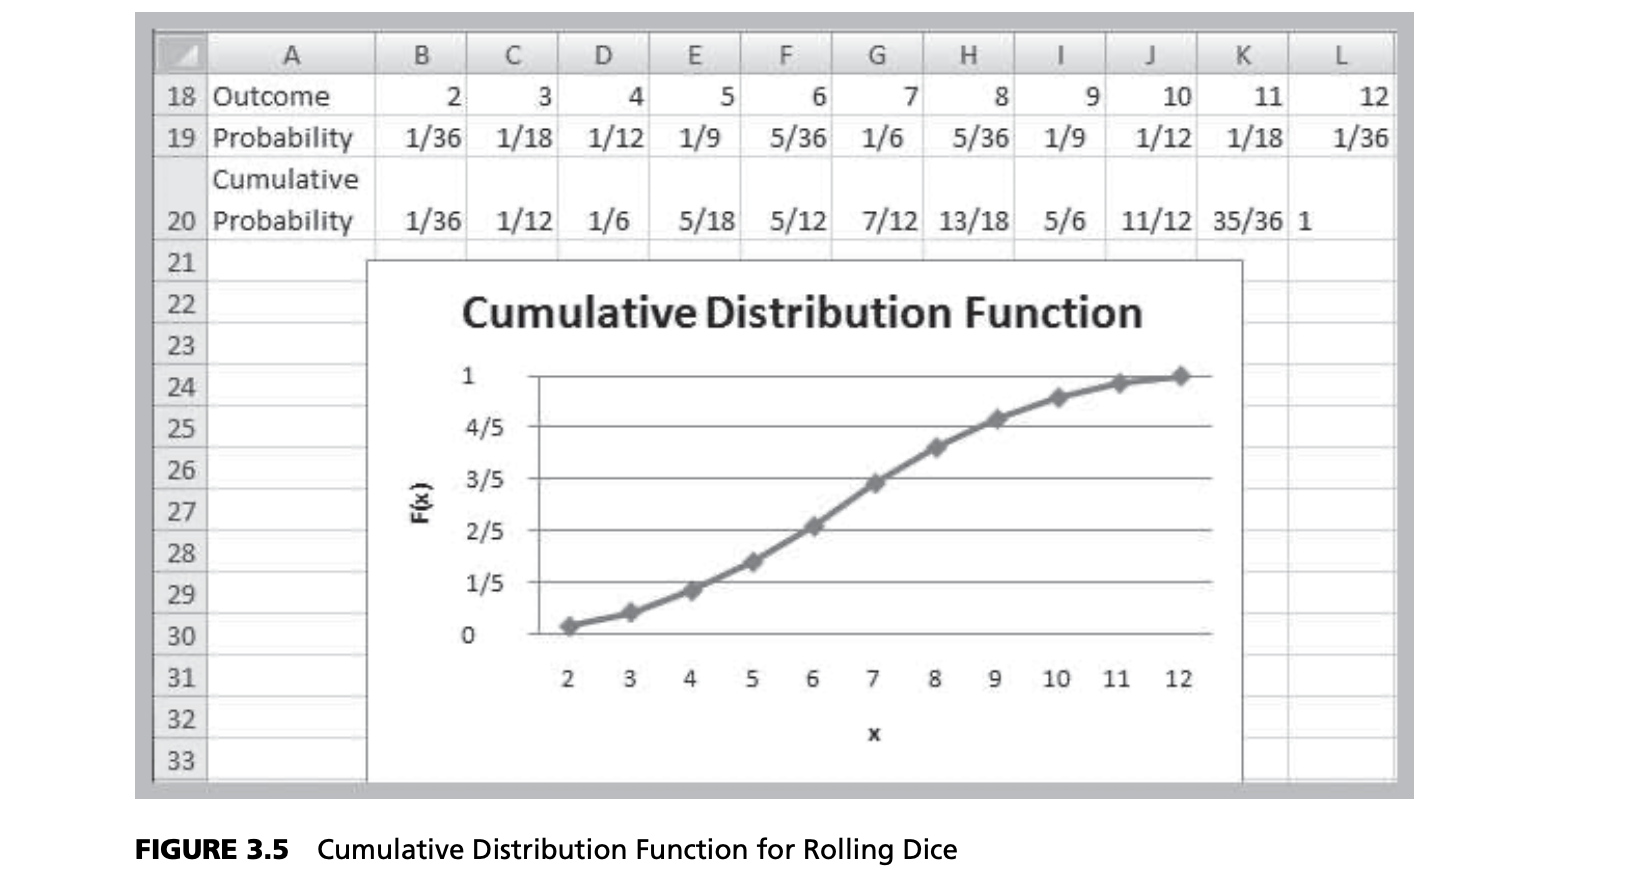 A B C D E F G H I J K L
18 Outcome 2 3 4 5 6 7 8 9 10 11 12
19 Probability 1/36 1/18 1/12 1/9 5/36 1/6 5/36 1/9 1/12 1/18 1/36
Cumulative
20 Probability 1/36 1/12 1/6 5/18 5/12 7/12 13/18 5/6 11/12 35/36 1
21
22
23
24
25
26
27
28
29
30
31
32
33
Cumulative Distribution Function
1
4/5
3/5
2/5
1/5
0
F(x)
2 3 4 5 6 7 8 9 10 11 12
x
FIGURE 3.5 Cumulative Distribution Function for Rolling Dice